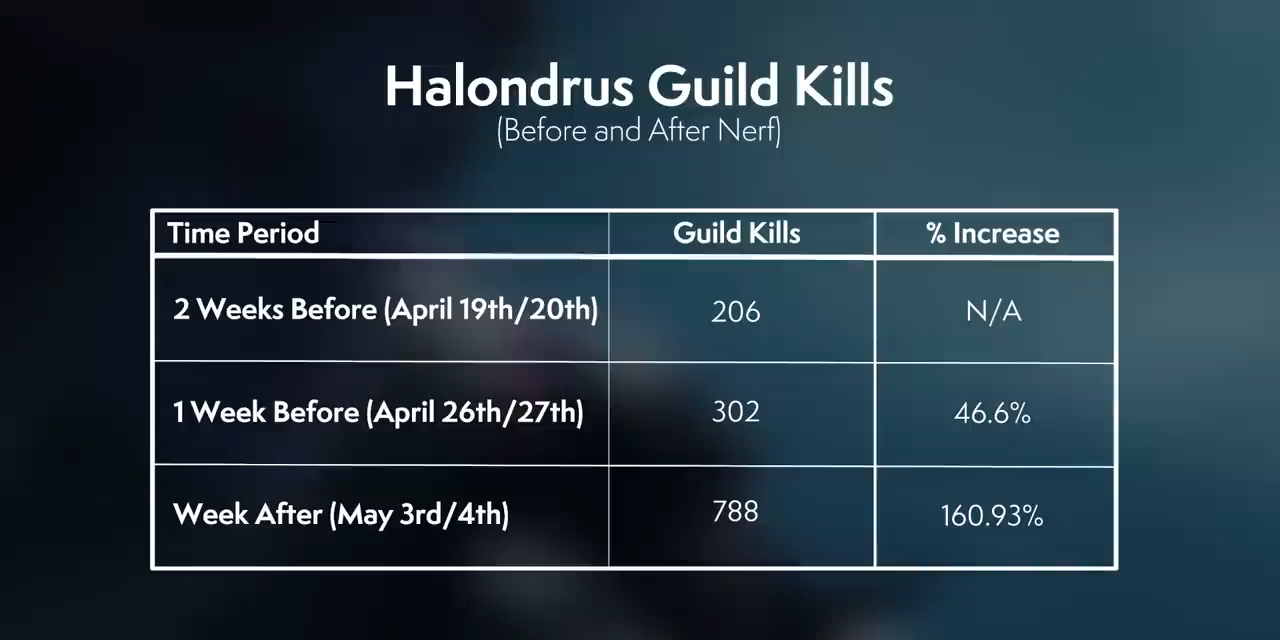 Halondrus Guild Kills
(Before and After Nerf)
Time Period Guild Kills % Increase
2 Weeks Before (April 19th/20th) 206 N/A
1 Week Before (April 26th/27th) 302 46.6%
Week After (May 3rd/4th) 788 160.93%